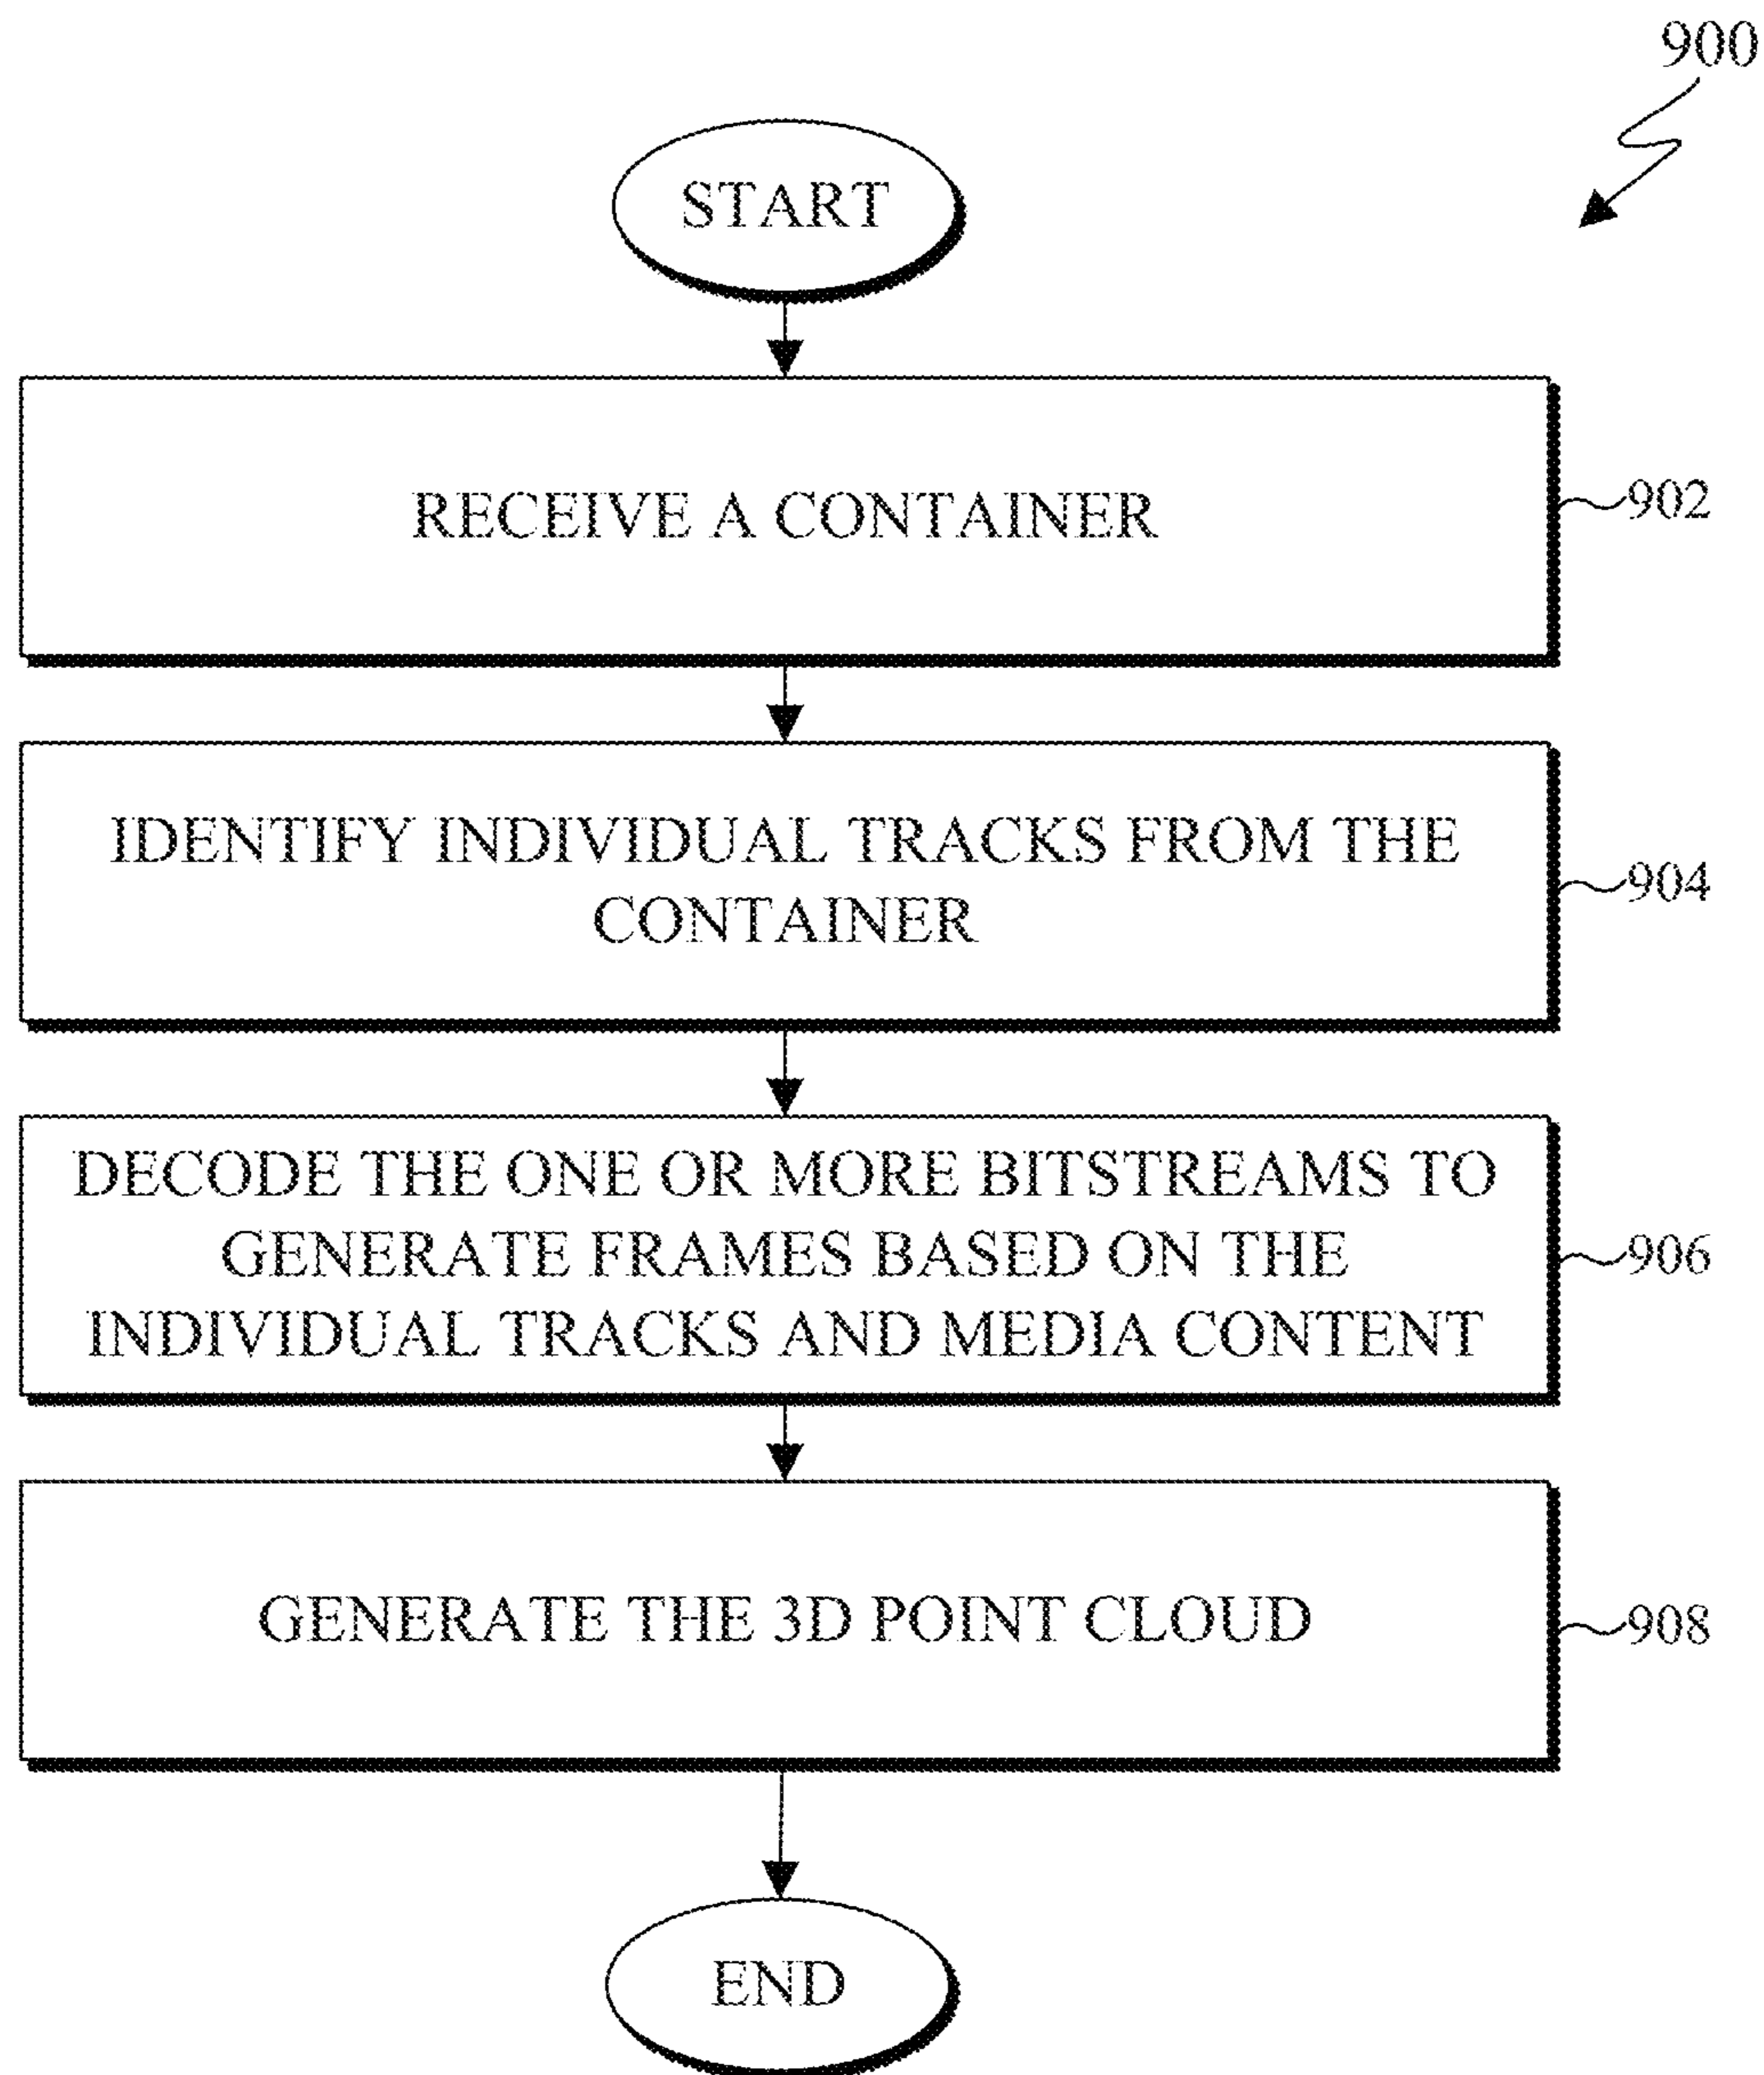 900
START
RECEIVE A CONTAINER
902
IDENTIFY INDIVIDUAL TRACKS FROM THE
CONTAINER
904
DECODE THE ONE OR MORE BITSTREAMS TO
GENERATE FRAMES BASED ON THE
INDIVIDUAL TRACKS AND MEDIA CONTENT
906
GENERATE THE 3D POINT CLOUD
908
END